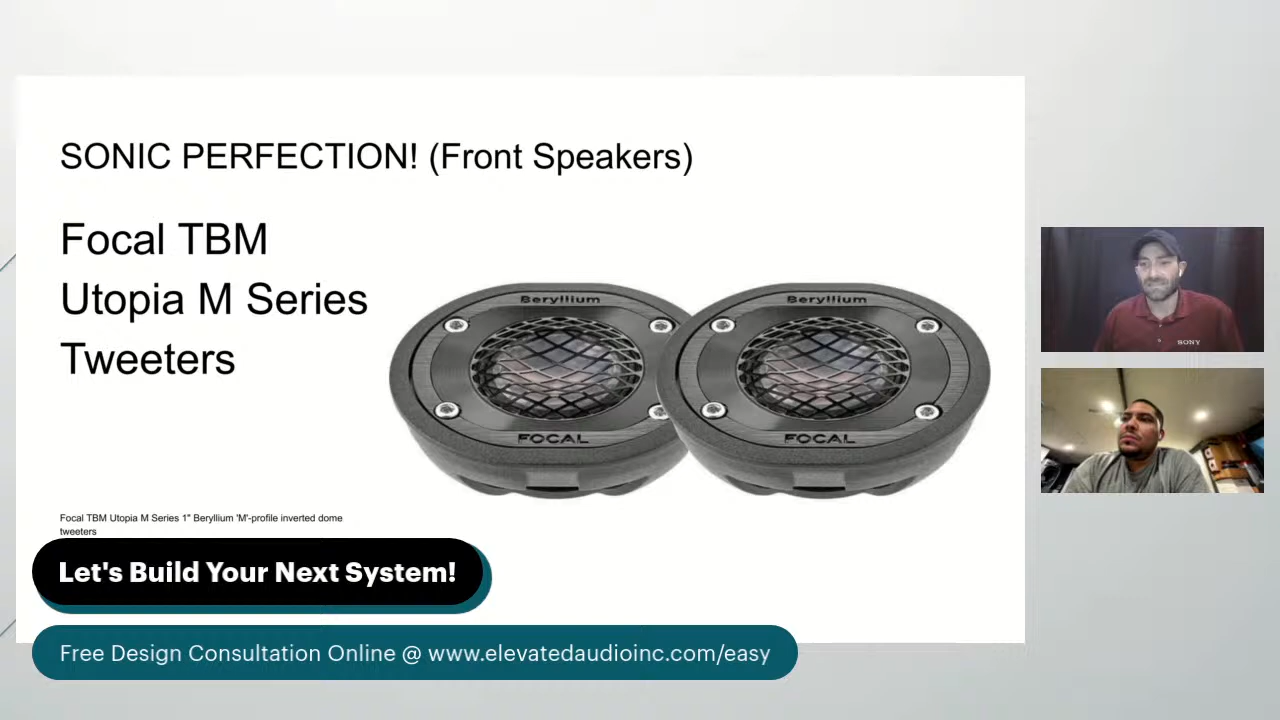 SONIC PERFECTION! (Front Speakers)
Focal TBM
Utopia M Series
Tweeters
Beryllium
FOCAL
Beryllium
FOCAL
Focal TBM Utopia M Series 1" Beryllium 'M'-profile inverted dome
tweeters
SONY
Let's Build Your Next System!
Free Design Consultation Online @ www.elevatedaudioinc.com/easy